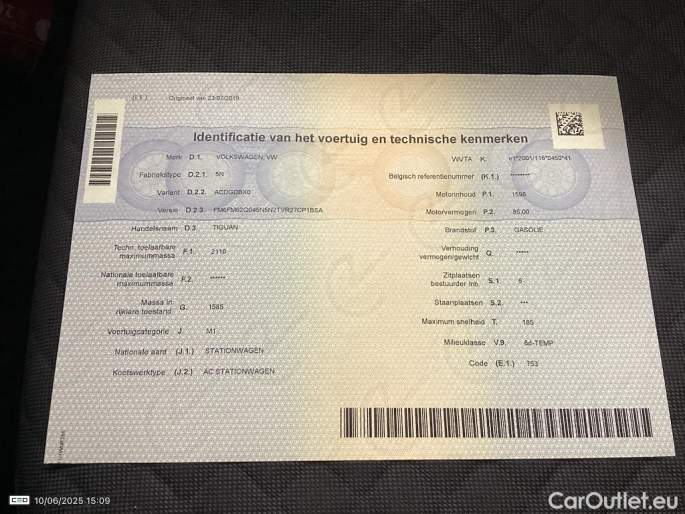 Origineel van 23/07/2019
Identificatie van het voertuig en technische kenmerken
Merk D.1. VOLKSWAGEN, VW
Fabriekstype D.2.1. 5N
Variant D.2.2. ACDGDBX0
Versie D.2.3.
Handelsnaam D.3. TIGUAN
Techn. toelaatbare
maximummassa F.1. 2110
Nationale toelaatbare
maximummassa F.2. ******
Massa in
rijklare toestand G. 1585
Voertuigcategorie J. M1
Nationale aard (J.1.) STATIONWAGEN
Koetswerktype (J.2.) AC STATIONWAGEN
WVTA K. e1*2001/116*0450*41
Belgisch referentienummer (K.1.) ********
Motorinhoud P.1. 1598
Motorvermogen P.2. 85,00
Brandstof P.3. GASOLIE
Verhouding
vermogen/gewicht Q. *****
Zitplaatsen
bestuurder inb. S.1. 5
Staanplaatsen S.2. ***
Maximum snelheid T. 185
Milieuklasse V.9. 6d-TEMP
Code (E.1.) 753
10/06/2025 15:09
CarOutlet.eu